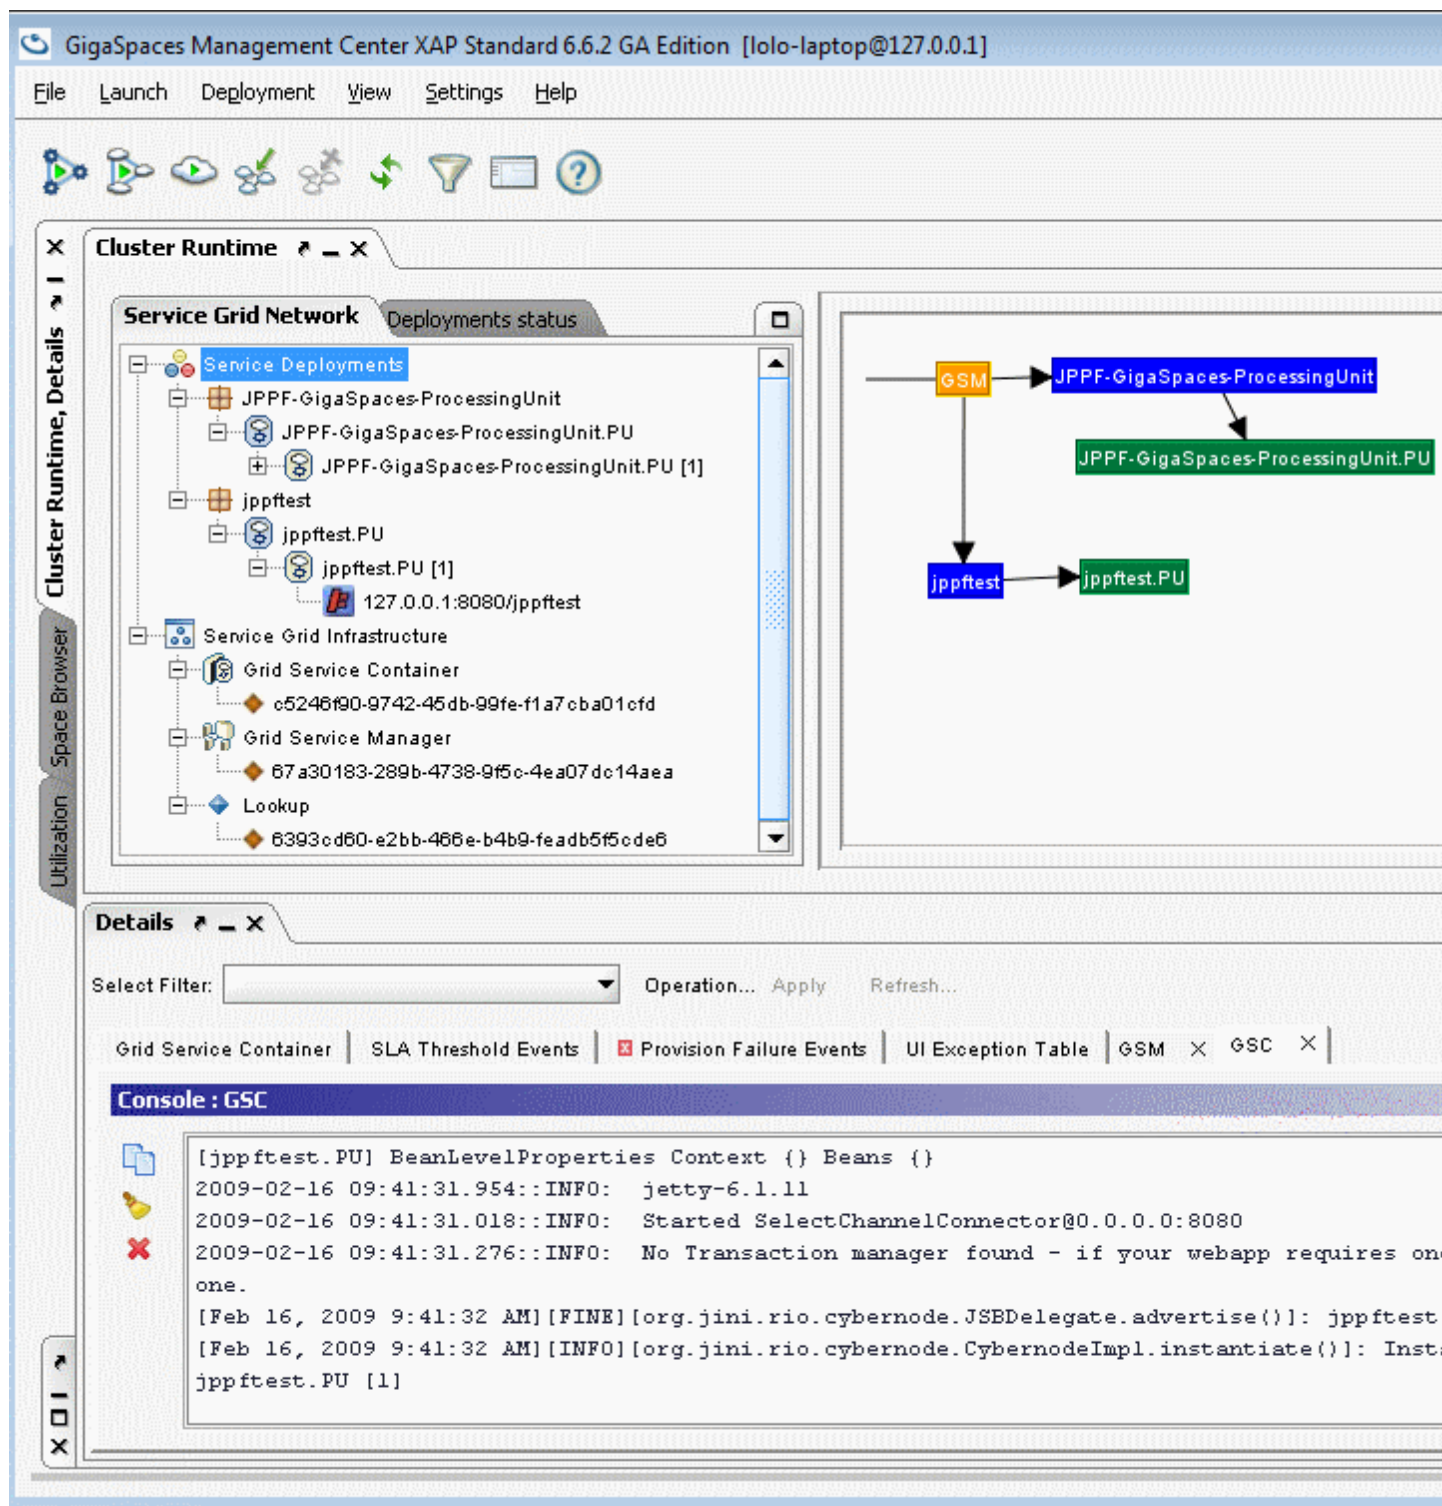 GigaSpaces Management Center XAP Standard 6.6.2 GA Edition [lolo-laptop@127.0.0.1]
File Launch Deployment View Settings Help
Cluster Runtime, Details
Space Browser
Utilization
Cluster Runtime
Service Grid Network Deployments status
Service Deployments
JPPF-GigaSpaces-ProcessingUnit
JPPF-GigaSpaces-ProcessingUnit.PU
JPPF-GigaSpaces-ProcessingUnit.PU [1]
jppftest
jppftest.PU
jppftest.PU [1]
127.0.0.1:8080/jppftest
Service Grid Infrastructure
Grid Service Container
c5246f90-9742-45db-99fe-f1a7cba01cfd
Grid Service Manager
67a30183-289b-4738-9f5c-4ea07dc14aea
Lookup
6393cd60-e2bb-466e-b4b9-feadb5f5cde6
GSM JPPF-GigaSpaces-ProcessingUnit
JPPF-GigaSpaces-ProcessingUnit.PU
jppftest jppftest.PU
Details
Select Filter: Operation... Apply Refresh...
Grid Service Container SLA Threshold Events Provision Failure Events UI Exception Table GSM GSC
Console : GSC
[jppftest.PU] BeanLevelProperties Context {} Beans {}
2009-02-16 09:41:31.954::INFO: jetty-6.1.11
2009-02-16 09:41:31.018::INFO: Started SelectChannelConnector@0.0.0.0:8080
2009-02-16 09:41:31.276::INFO: No Transaction manager found - if your webapp requires one
one.
[Feb 16, 2009 9:41:32 AM][FINE][org.jini.rio.cybernode.JSBDelegate.advertise()]: jppftest
[Feb 16, 2009 9:41:32 AM][INFO][org.jini.rio.cybernode.CybernodeImpl.instantiate()]: Inst
jppftest.PU [1]